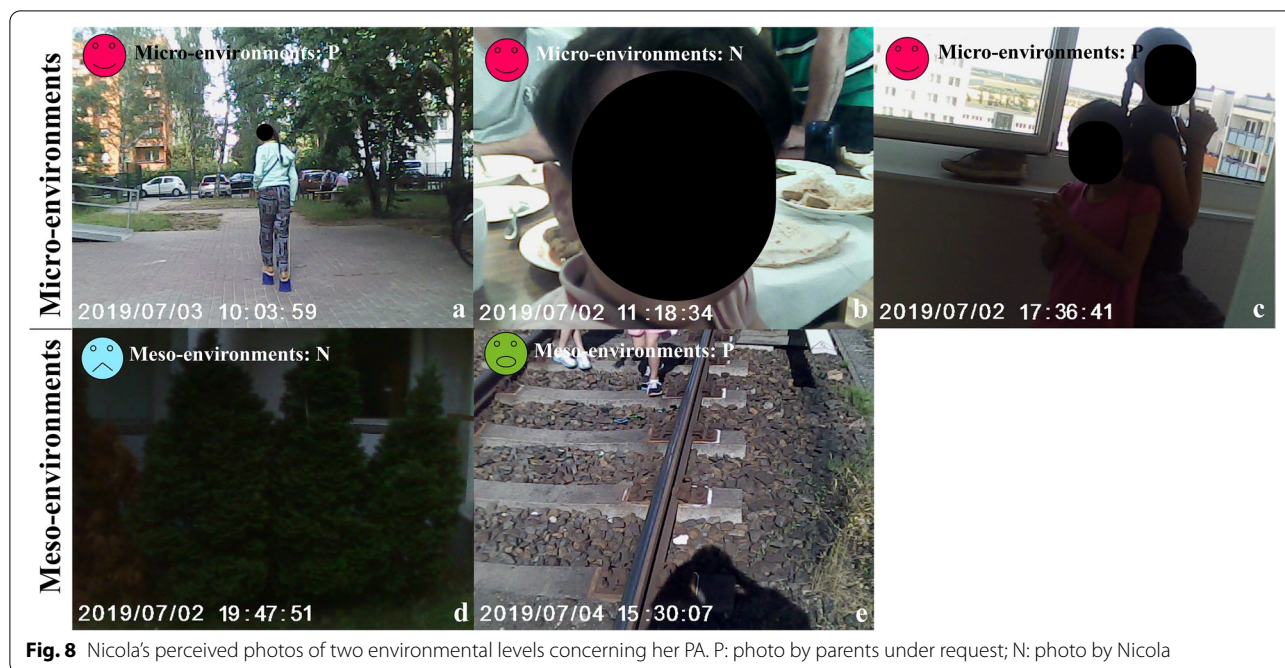 Micro-environments
Micro-environments: P
2019/07/03 10:03:59
a
Micro-environments: N
2019/07/02 11:18:34
b
Micro-environments: P
2019/07/02 17:36:41
c
Meso-environments
Meso-environments: N
2019/07/02 19:47:51
d
Meso-environments: P
2019/07/04 15:30:07
e
Fig. 8 Nicola's perceived photos of two environmental levels concerning her PA. P: photo by parents under request; N: photo by Nicola